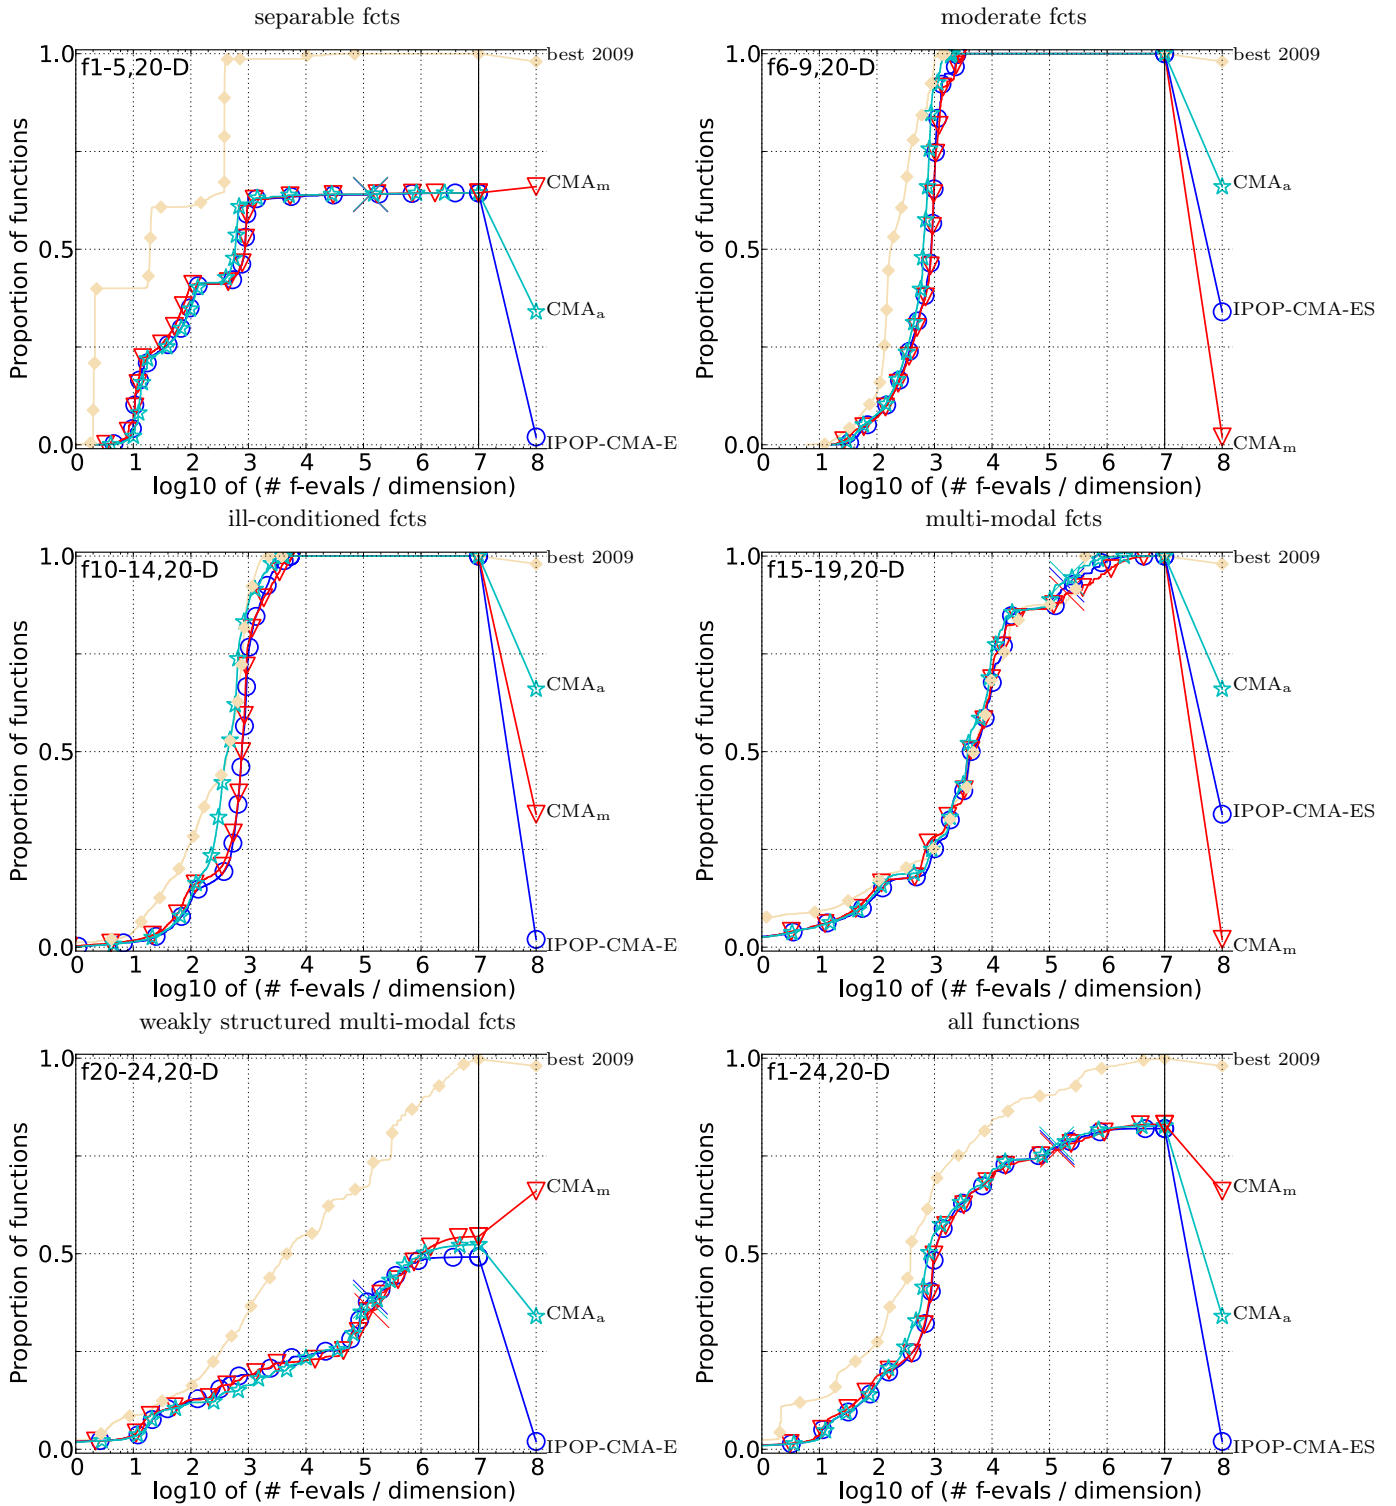 separable fcts
f1-5,20-D
Proportion of functions
1.0
0.5
0.0
0 1 2 3 4 5 6 7 8
log10 of (# f-evals / dimension)
best 2009
CMAm
CMAa
IPOP-CMA-E
moderate fcts
f6-9,20-D
Proportion of functions
1.0
0.5
0.0
0 1 2 3 4 5 6 7 8
log10 of (# f-evals / dimension)
best 2009
CMAa
IPOP-CMA-ES
CMAm
ill-conditioned fcts
f10-14,20-D
Proportion of functions
1.0
0.5
0.0
0 1 2 3 4 5 6 7 8
log10 of (# f-evals / dimension)
best 2009
CMAa
CMAm
IPOP-CMA-E
multi-modal fcts
f15-19,20-D
Proportion of functions
1.0
0.5
0.0
0 1 2 3 4 5 6 7 8
log10 of (# f-evals / dimension)
best 2009
CMAa
IPOP-CMA-ES
CMAm
weakly structured multi-modal fcts
f20-24,20-D
Proportion of functions
1.0
0.5
0.0
0 1 2 3 4 5 6 7 8
log10 of (# f-evals / dimension)
best 2009
CMAm
CMAa
IPOP-CMA-E
all functions
f1-24,20-D
Proportion of functions
1.0
0.5
0.0
0 1 2 3 4 5 6 7 8
log10 of (# f-evals / dimension)
best 2009
CMAm
CMAa
IPOP-CMA-ES